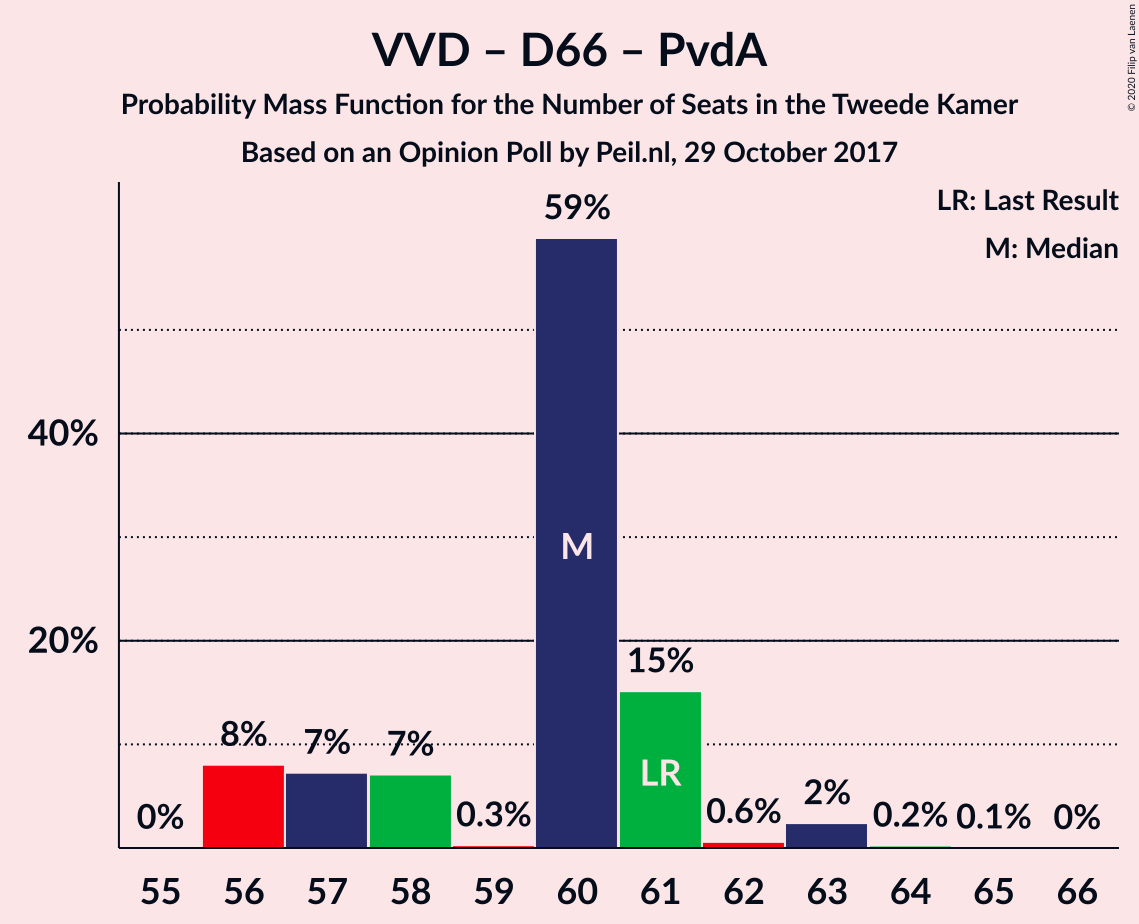 VVD – D66 – PvdA
Probability Mass Function for the Number of Seats in the Tweede Kamer
Based on an Opinion Poll by Peil.nl, 29 October 2017
© 2020 Filip van Laenen
LR: Last Result
M: Median
40%
20%
0%
8%
7%
7%
0.3%
59%
M
15%
LR
0.6%
2%
0.2%
0.1%
0%
55 56 57 58 59 60 61 62 63 64 65 66